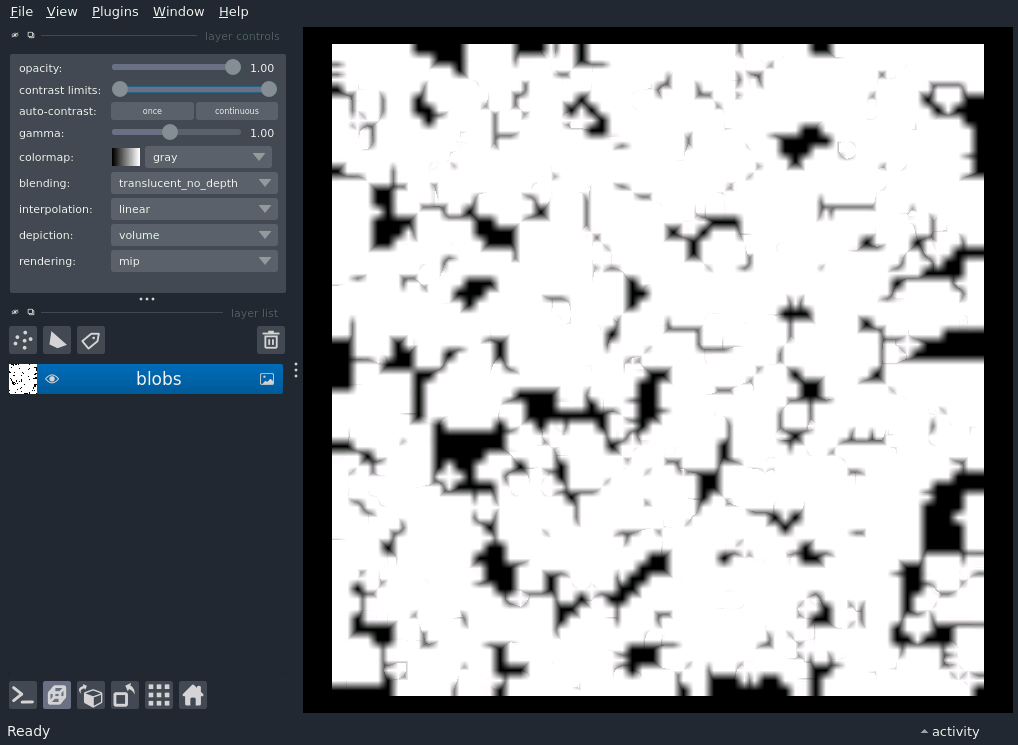 File View Plugins Window Help
layer controls
opacity: 1.00
contrast limits:
auto-contrast: once continuous
gamma: 1.00
colormap: gray
blending: translucent_no_depth
interpolation: linear
depiction: volume
rendering: mip
layer list
blobs
Ready
activity